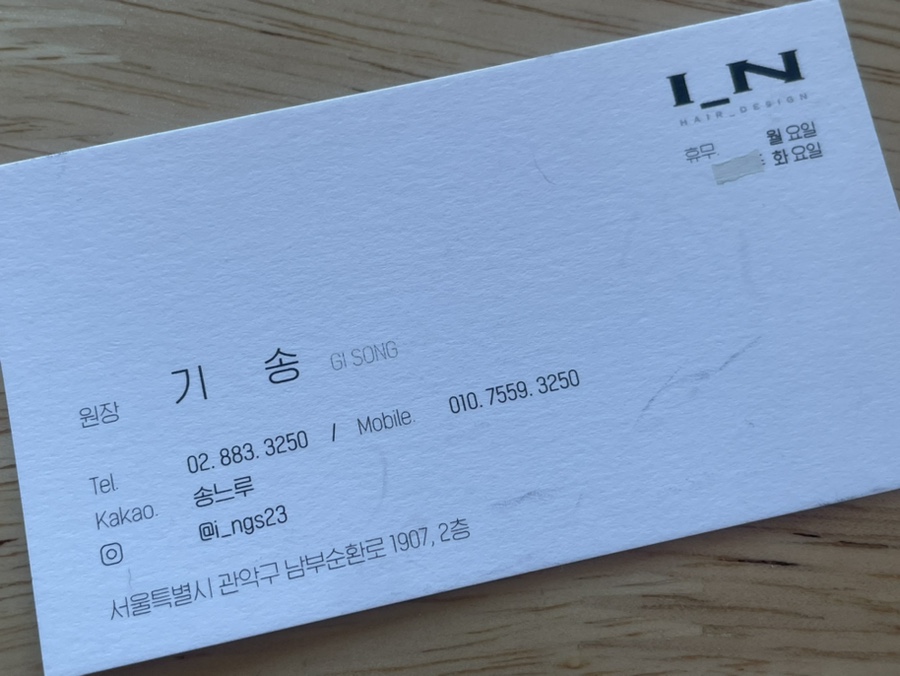 I_N
HAIR_DESIGN
휴무 월요일
화요일
원장 기 송 GI SONG
Tel. 02. 883. 3250 / Mobile. 010. 7559. 3250
Kakao. 송느루
@i_ngs23
서울특별시 관악구 남부순환로 1907, 2층